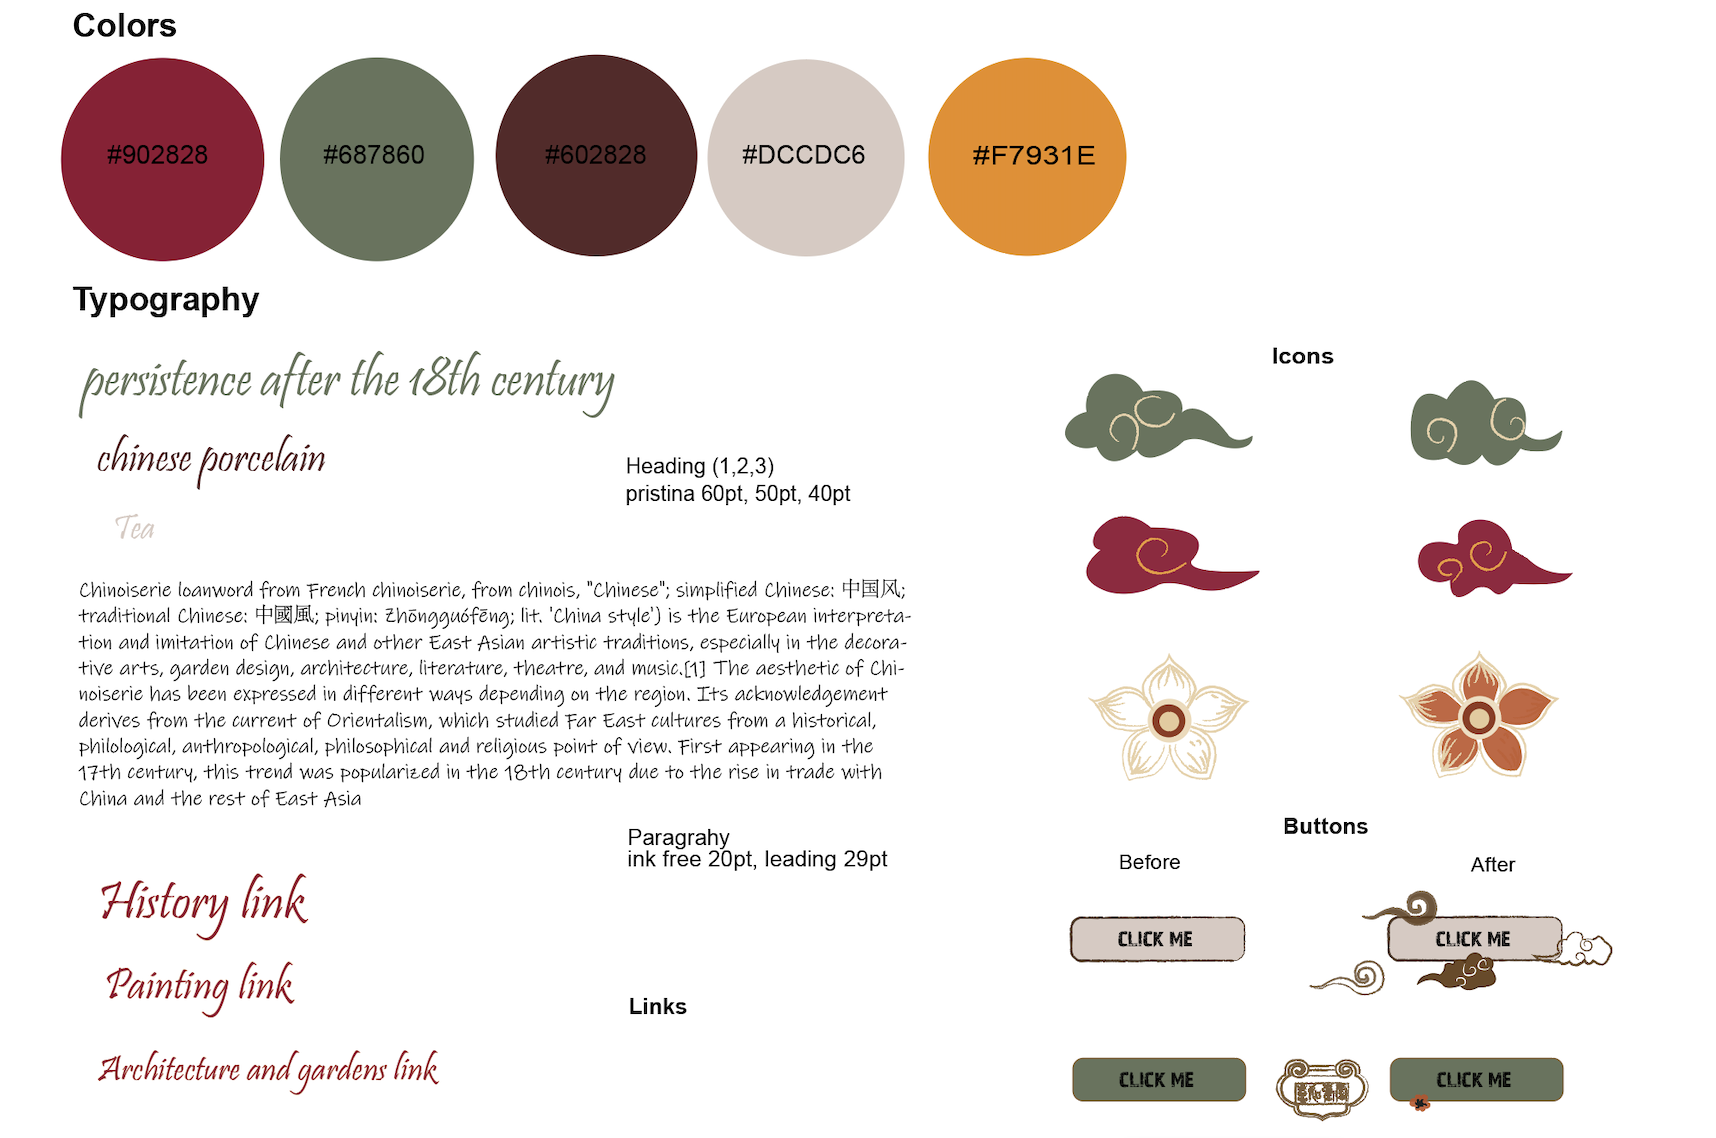 Colors
#902828
#687860
#602828
#DCCDC6
#F7931E
Typography
persistence after the 18th century
chinese porcelain
Tea
Heading (1,2,3)
pristina 60pt, 50pt, 40pt
Chinoiserie loanword from French chinoiserie, from chinois, "Chinese"; simplified Chinese: 中国风;
traditional Chinese: 中國風; pinyin: Zhōngguófēng; lit. 'China style') is the European interpreta-
tion and imitation of Chinese and other East Asian artistic traditions, especially in the decora-
tive arts, garden design, architecture, literature, theatre, and music.[1] The aesthetic of Chi-
noiserie has been expressed in different ways depending on the region. Its acknowledgement
derives from the current of Orientalism, which studied Far East cultures from a historical,
philological, anthropological, philosophical and religious point of view. First appearing in the
17th century, this trend was popularized in the 18th century due to the rise in trade with
China and the rest of East Asia
Paragrahy
ink free 20pt, leading 29pt
History link
Painting link
Architecture and gardens link
Links
Icons
Buttons
Before
After
CLICK ME
CLICK ME
CLICK ME
CLICK ME